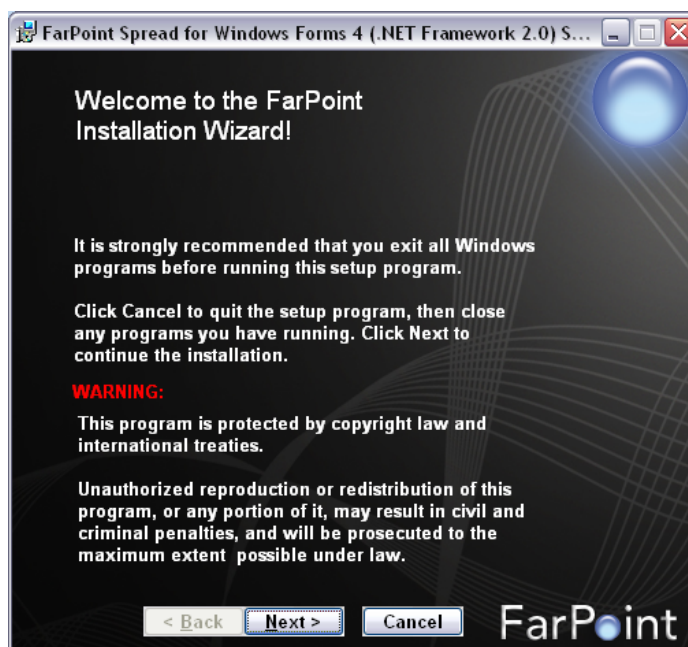 FarPoint Spread for Windows Forms 4 (.NET Framework 2.0) S...
Welcome to the FarPoint
Installation Wizard!
It is strongly recommended that you exit all Windows
programs before running this setup program.
Click Cancel to quit the setup program, then close
any programs you have running. Click Next to
continue the installation.
WARNING:
This program is protected by copyright law and
international treaties.
Unauthorized reproduction or redistribution of this
program, or any portion of it, may result in civil and
criminal penalties, and will be prosecuted to the
maximum extent possible under law.
< Back Next > Cancel FarPoint